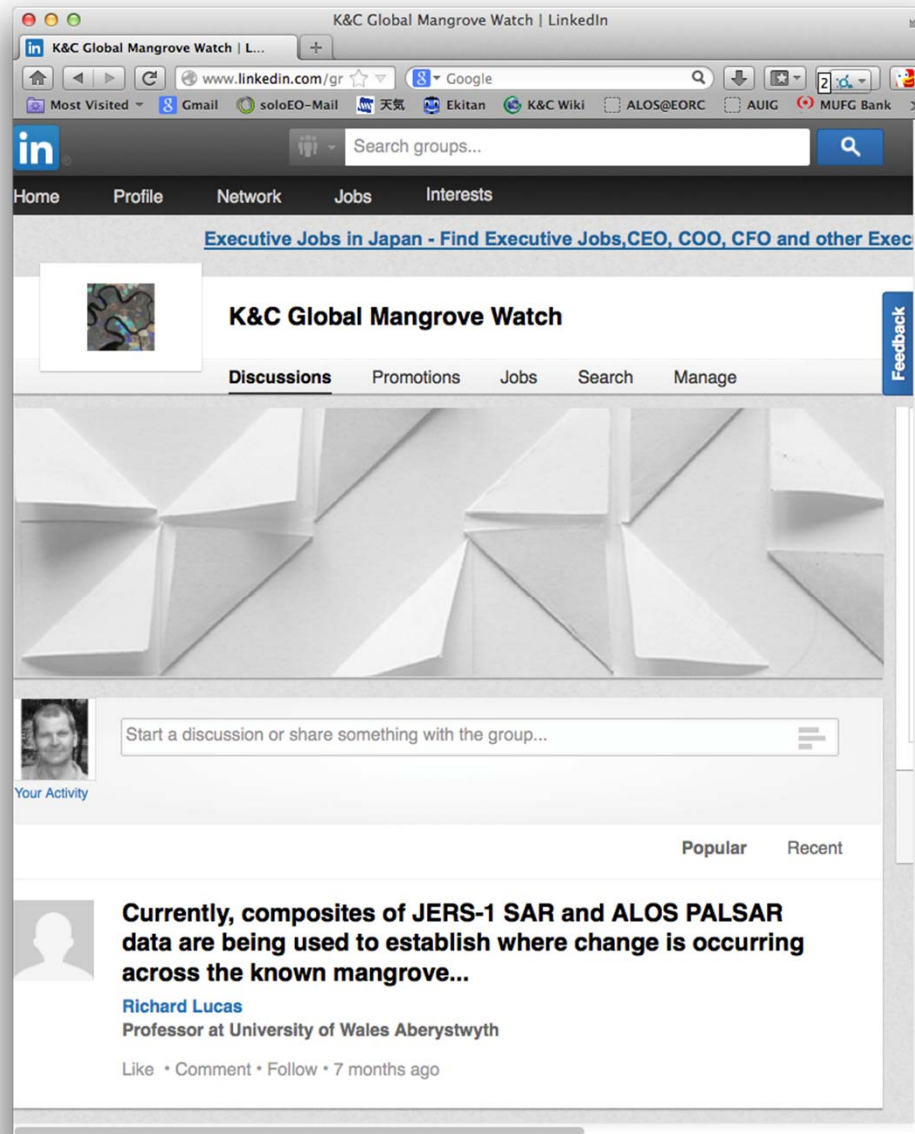 K&C Global Mangrove Watch | LinkedIn
in K&C Global Mangrove Watch | L... +
www.linkedin.com/gr 8 Google 2
Most Visited 8 Gmail soloEO-Mail 天気 Ekitan K&C Wiki ALOS@EORC AUIG MUFG Bank
in Search groups...
Home Profile Network Jobs Interests
Executive Jobs in Japan - Find Executive Jobs,CEO, COO, CFO and other Exec
K&C Global Mangrove Watch
Feedback
Discussions Promotions Jobs Search Manage
Start a discussion or share something with the group...
Your Activity
Popular Recent
Currently, composites of JERS-1 SAR and ALOS PALSAR
data are being used to establish where change is occurring
across the known mangrove...
Richard Lucas
Professor at University of Wales Aberystwyth
Like • Comment • Follow • 7 months ago